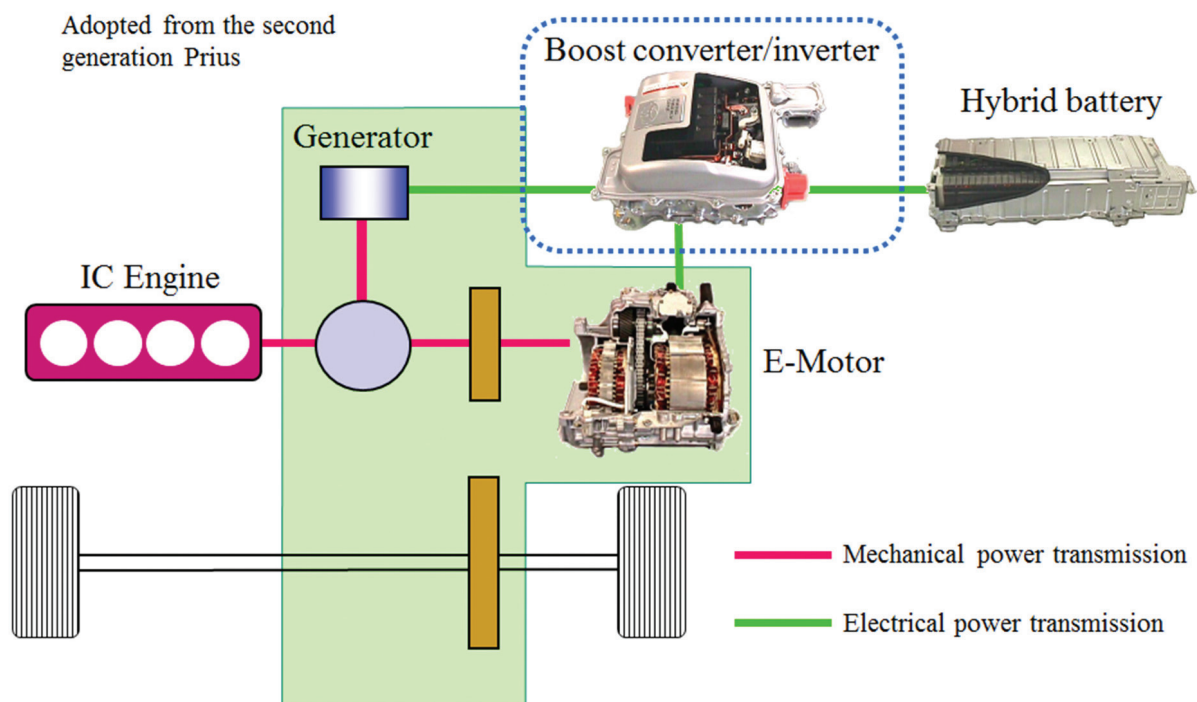 Adopted from the second
generation Prius
Boost converter/inverter
Hybrid battery
Generator
IC Engine
E-Motor
Mechanical power transmission
Electrical power transmission